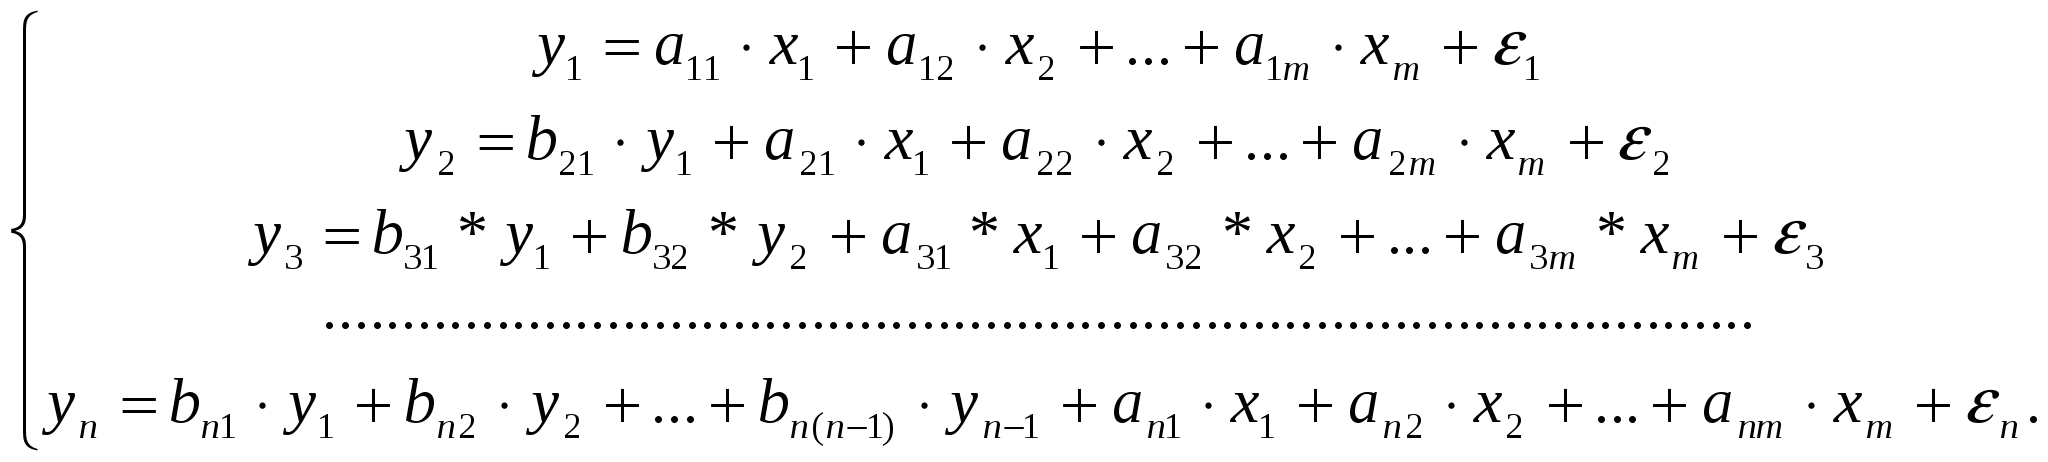 y₁ = a₁₁ · x₁ + a₁₂ · x₂ + ... + a₁ₘ · xₘ + ε₁
y₂ = b₂₁ · y₁ + a₂₁ · x₁ + a₂₂ · x₂ + ... + a₂ₘ · xₘ + ε₂
y₃ = b₃₁ * y₁ + b₃₂ * y₂ + a₃₁ * x₁ + a₃₂ * x₂ + ... + a₃ₘ * xₘ + ε₃
..........................................................................................
yₙ = bₙ₁ · y₁ + bₙ₂ · y₂ + ... + bₙ₍ₙ₋₁₎ · yₙ₋₁ + aₙ₁ · x₁ + aₙ₂ · x₂ + ... + aₙₘ · xₘ + εₙ.